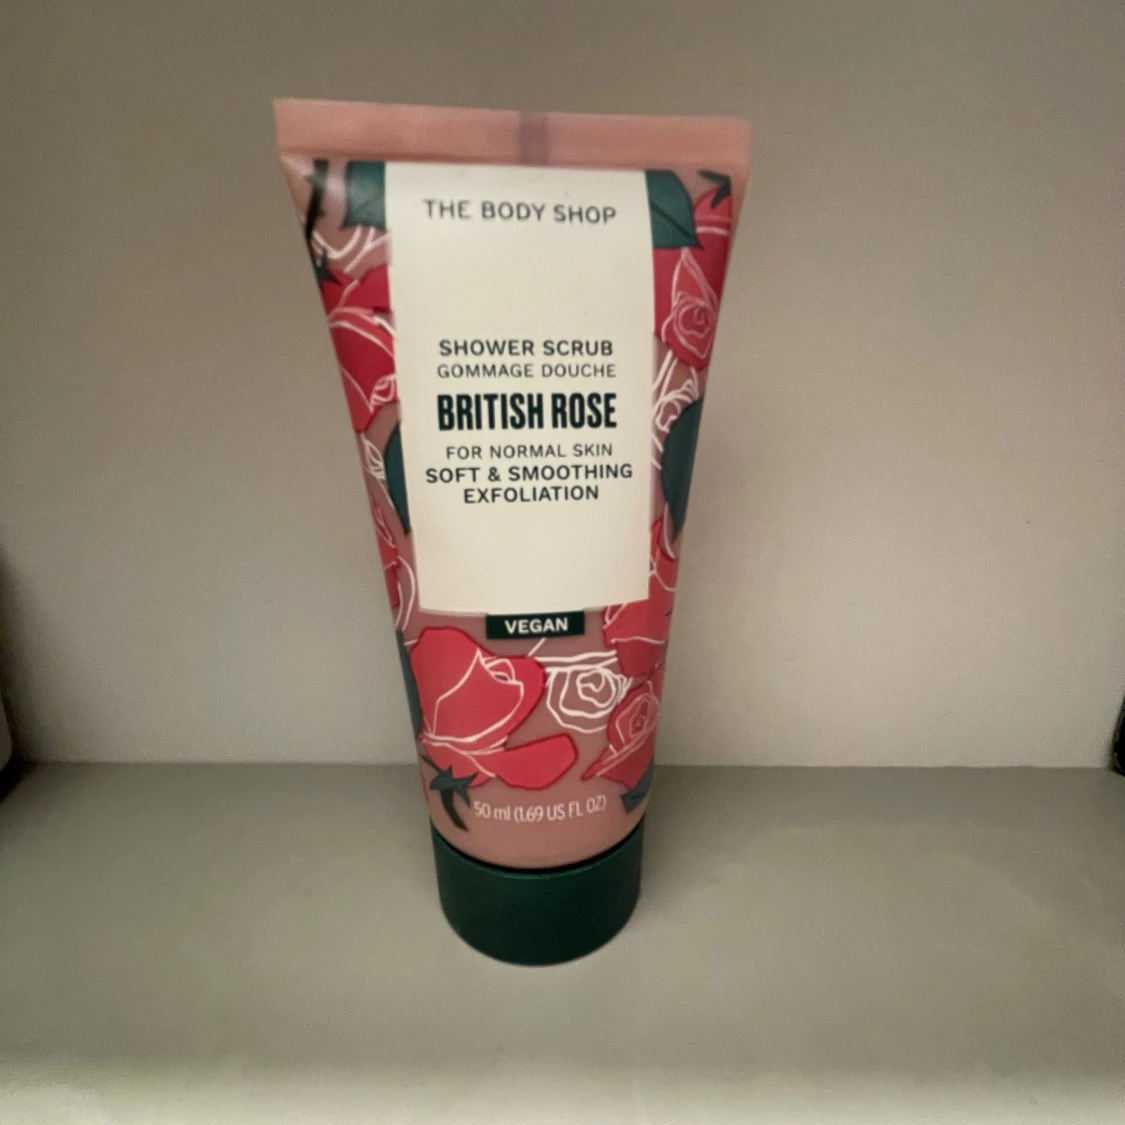 THE BODY SHOP
SHOWER SCRUB
GOMMAGE DOUCHE
BRITISH ROSE
FOR NORMAL SKIN
SOFT & SMOOTHING
EXFOLIATION
VEGAN
50 ml (1.69 US FL OZ)